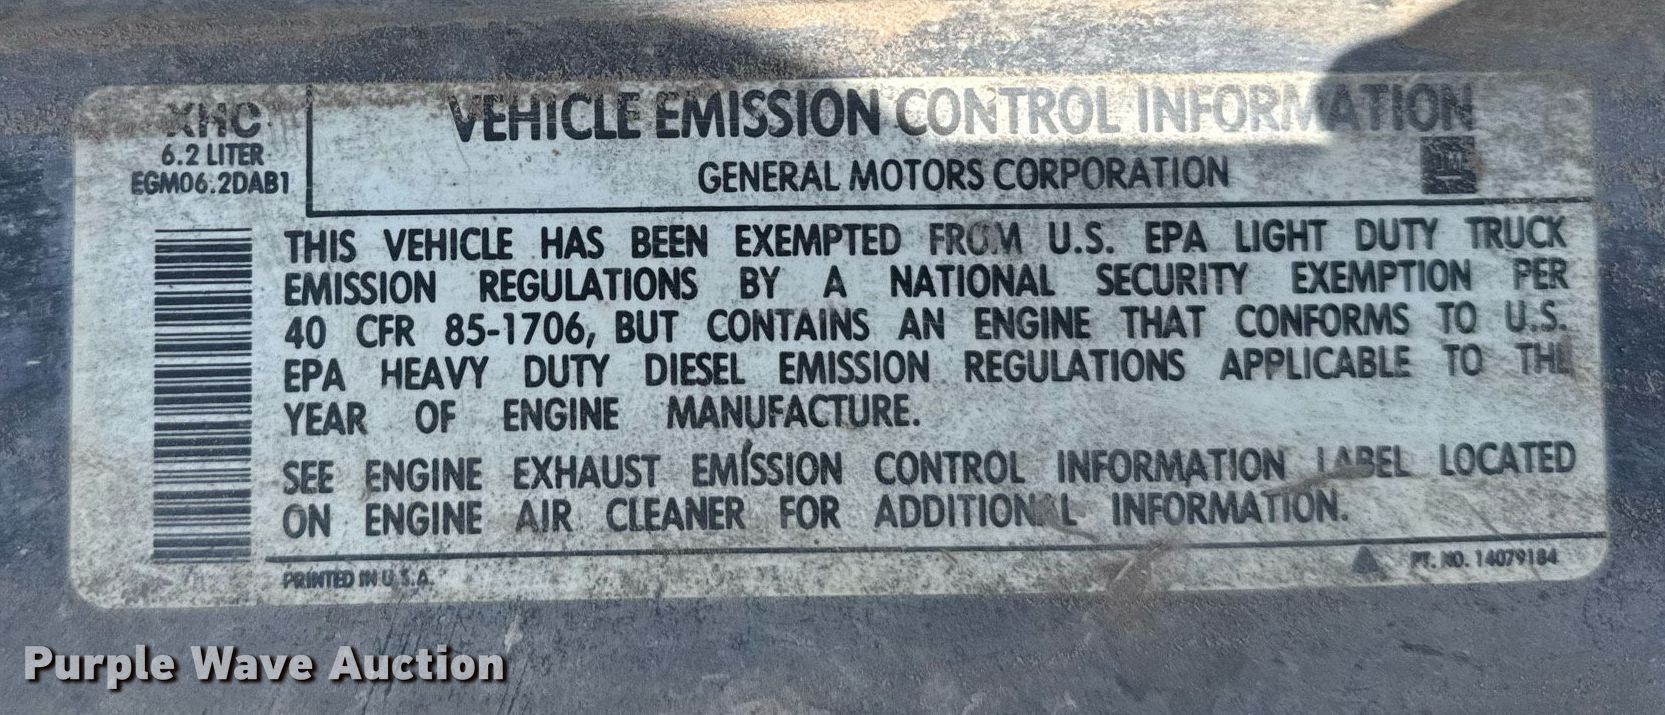 XHC
6.2 LITER
EGM06.2DAB1
VEHICLE EMISSION CONTROL INFORMATION
GENERAL MOTORS CORPORATION
GM
THIS VEHICLE HAS BEEN EXEMPTED FROM U.S. EPA LIGHT DUTY TRUCK
EMISSION REGULATIONS BY A NATIONAL SECURITY EXEMPTION PER
40 CFR 85-1706, BUT CONTAINS AN ENGINE THAT CONFORMS TO U.S.
EPA HEAVY DUTY DIESEL EMISSION REGULATIONS APPLICABLE TO THE
YEAR OF ENGINE MANUFACTURE.
SEE ENGINE EXHAUST EMISSION CONTROL INFORMATION LABEL LOCATED
ON ENGINE AIR CLEANER FOR ADDITIONAL INFORMATION.
PRINTED IN U.S.A.
PT. NO. 14079184
Purple Wave Auction